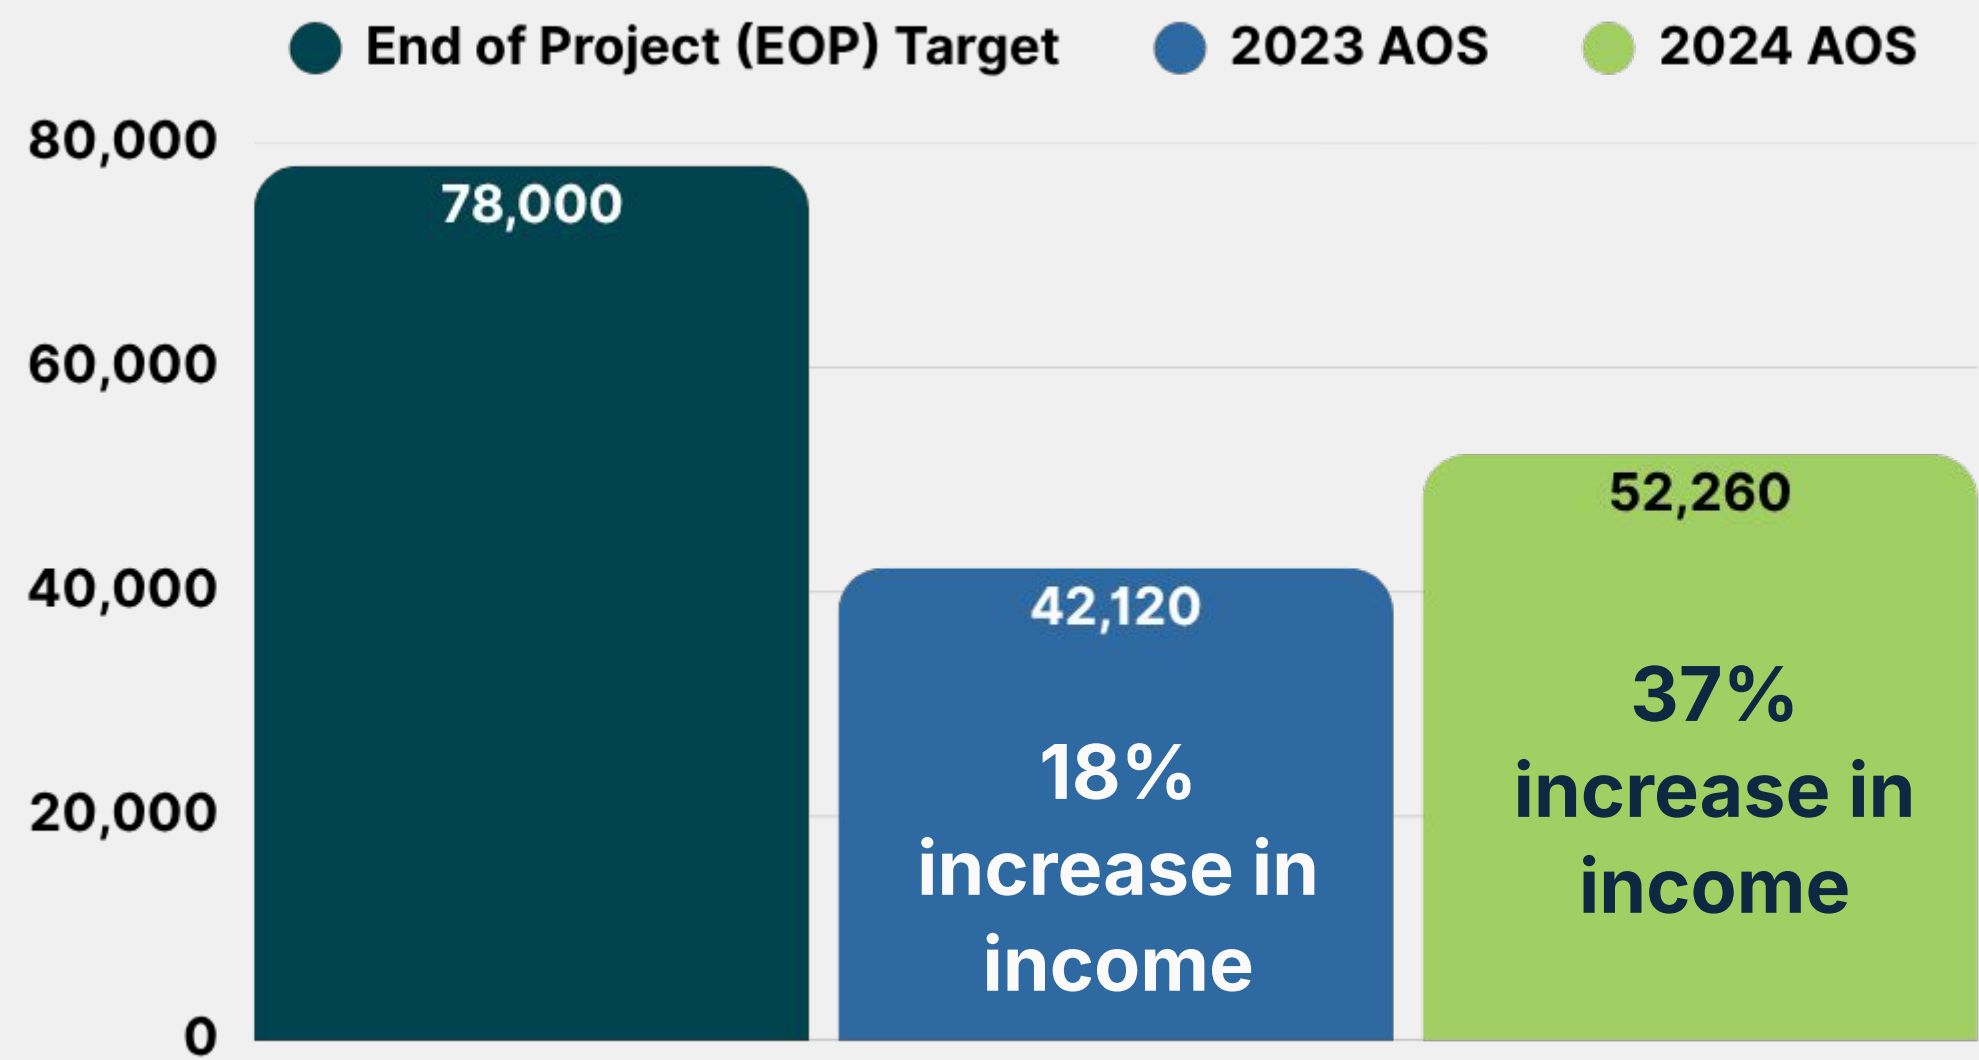 End of Project (EOP) Target 2023 AOS 2024 AOS
80,000
78,000
60,000
52,260
40,000
42,120
37%
increase in
income
18%
increase in
income
20,000
0